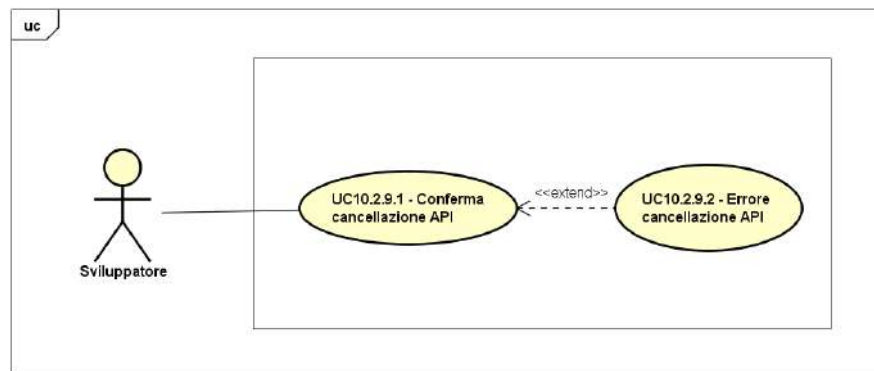 uc
UC10.2.9.1 - Conferma
cancellazione API
<<extend>>
UC10.2.9.2 - Errore
cancellazione API
Sviluppatore